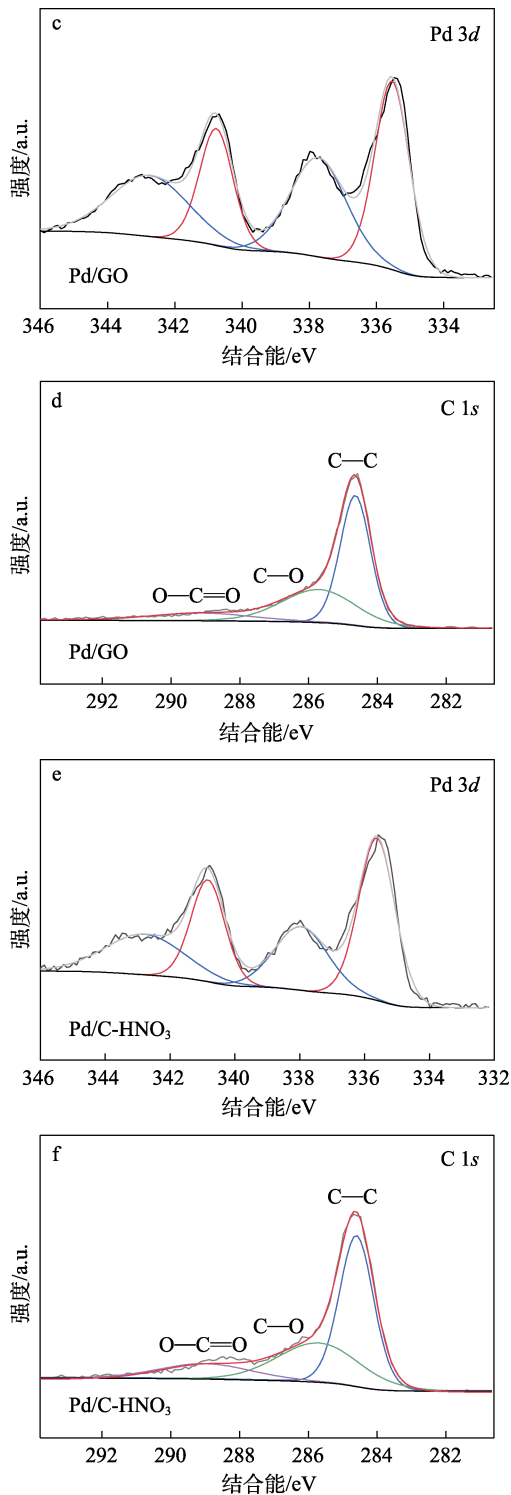 c
Pd 3d
强度/a.u.
Pd/GO
346 344 342 340 338 336 334
结合能/eV
d
C 1s
C—C
C—O
O—C=O
强度/a.u.
Pd/GO
292 290 288 286 284 282
结合能/eV
e
Pd 3d
强度/a.u.
Pd/C-HNO₃
346 344 342 340 338 336 334 332
结合能/eV
f
C 1s
C—C
C—O
O—C=O
强度/a.u.
Pd/C-HNO₃
292 290 288 286 284 282
结合能/eV